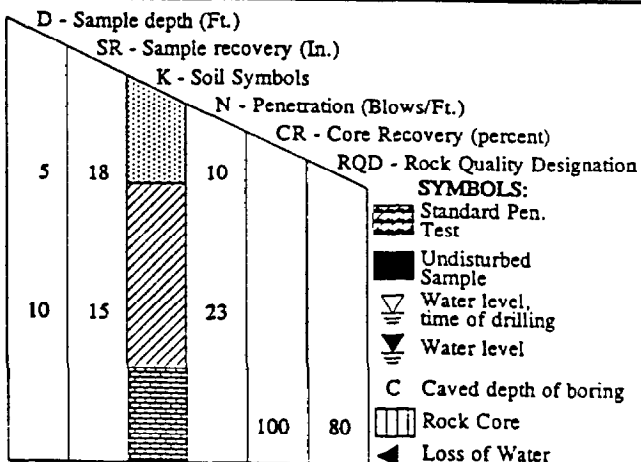 D - Sample depth (Ft.)
SR - Sample recovery (In.)
K - Soil Symbols
N - Penetration (Blows/Ft.)
CR - Core Recovery (percent)
RQD - Rock Quality Designation
5 18 10
SYMBOLS:
Standard Pen.
Test
Undisturbed
Sample
10 15 23
Water level,
time of drilling
Water level
C Caved depth of boring
100 80
Rock Core
Loss of Water